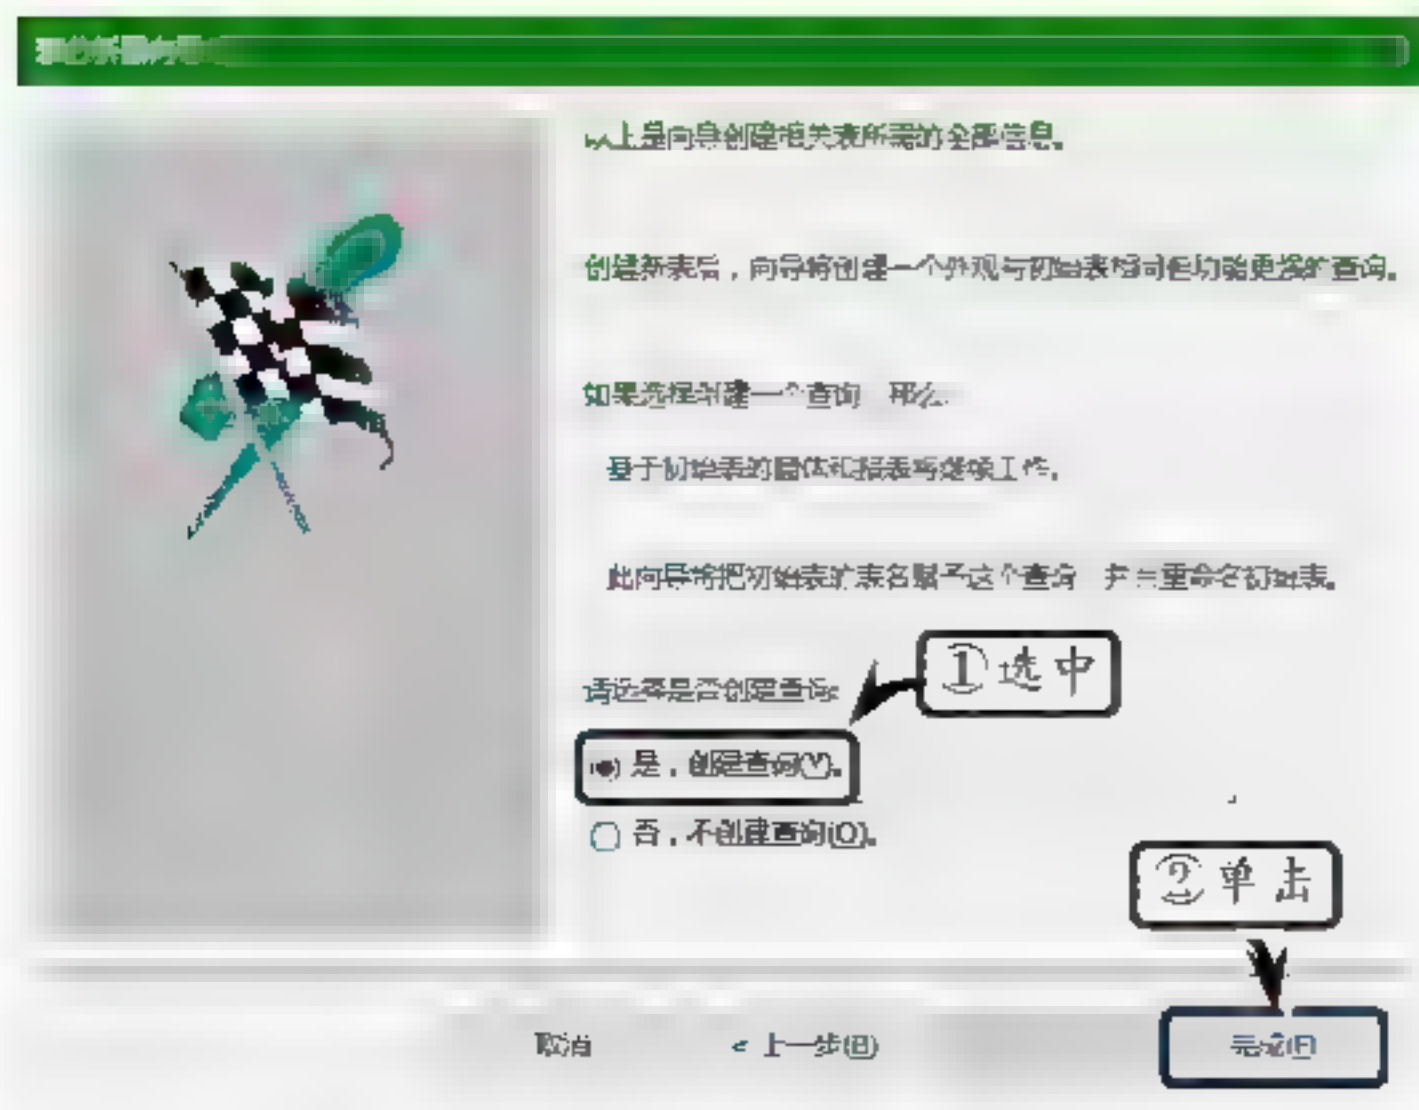 以上是向导创建相关表所需的全部信息。
创建新表后，向导将创建一个外观与初始表相同但功能更强的查询。
如果选择创建一个查询，那么:
基于初始表的窗体和报表将继续工作。
此向导将把初始表的表名赋予这个查询，并且重命名初始表。
①选中
请选择是否创建查询:
是，创建查询(Y)。
否，不创建查询(O)。
②单击
取消
< 上一步(B)
完成(F)